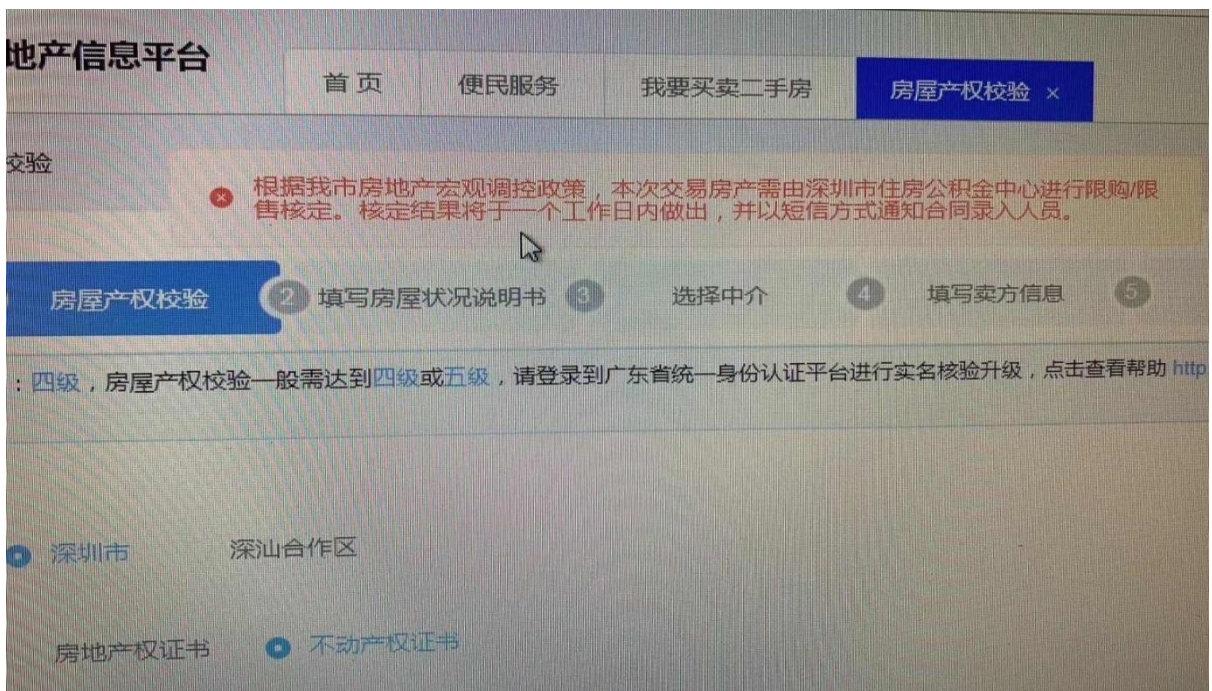 地产信息平台
首 页 便民服务 我要买卖二手房 房屋产权校验 ×
交验
根据我市房地产宏观调控政策，本次交易房产需由深圳市住房公积金中心进行限购/限
售核定。核定结果将于一个工作日内做出，并以短信方式通知合同录入人员。
房屋产权校验 2 填写房屋状况说明书 3 选择中介 4 填写卖方信息 5
：四级，房屋产权校验一般需达到四级或五级，请登录到广东省统一身份认证平台进行实名核验升级，点击查看帮助 http
深圳市 深汕合作区
房地产权证书 不动产权证书